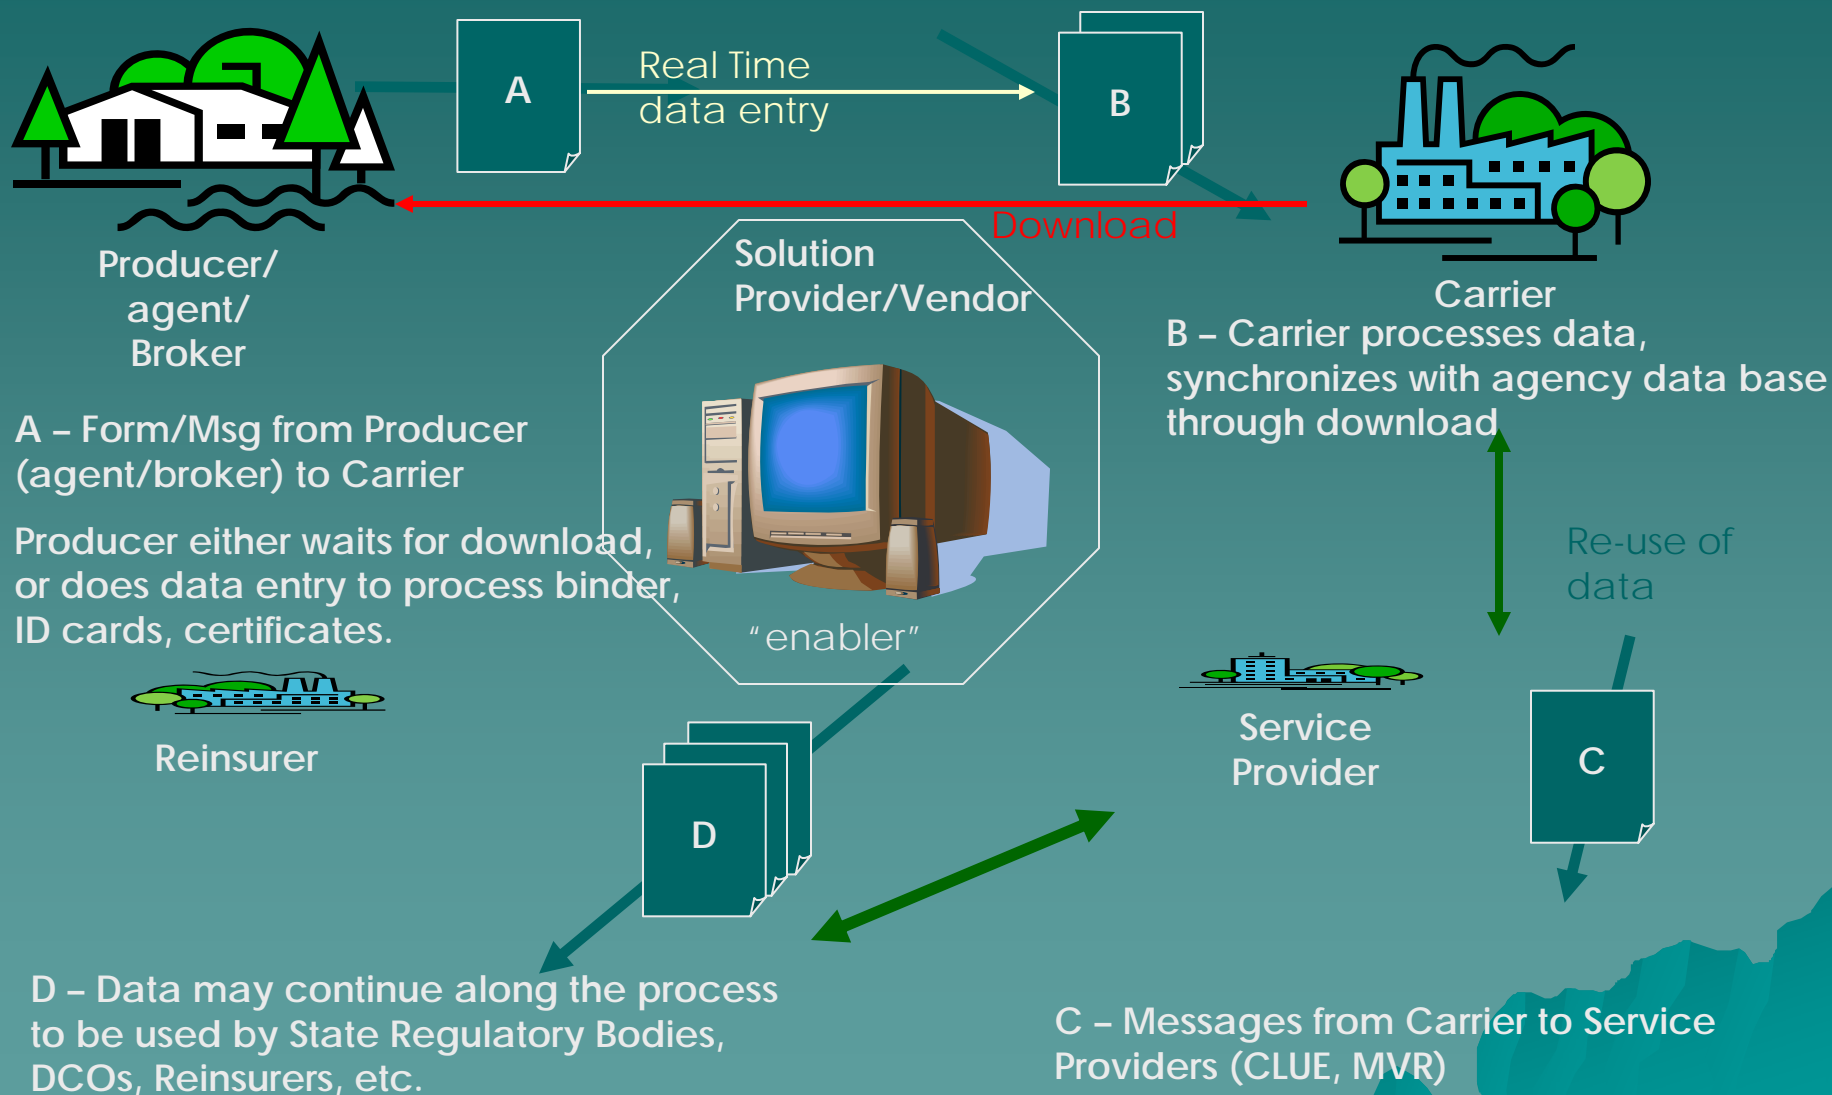 A
Real Time
data entry
B
Download
Producer/
agent/
Broker
Solution
Provider/Vendor
Carrier
B – Carrier processes data,
synchronizes with agency data base
through download
A – Form/Msg from Producer
(agent/broker) to Carrier
Producer either waits for download,
or does data entry to process binder,
ID cards, certificates.
"enabler"
Re-use of
data
Reinsurer
Service
Provider
C
D
D – Data may continue along the process
to be used by State Regulatory Bodies,
DCOs, Reinsurers, etc.
C – Messages from Carrier to Service
Providers (CLUE, MVR)